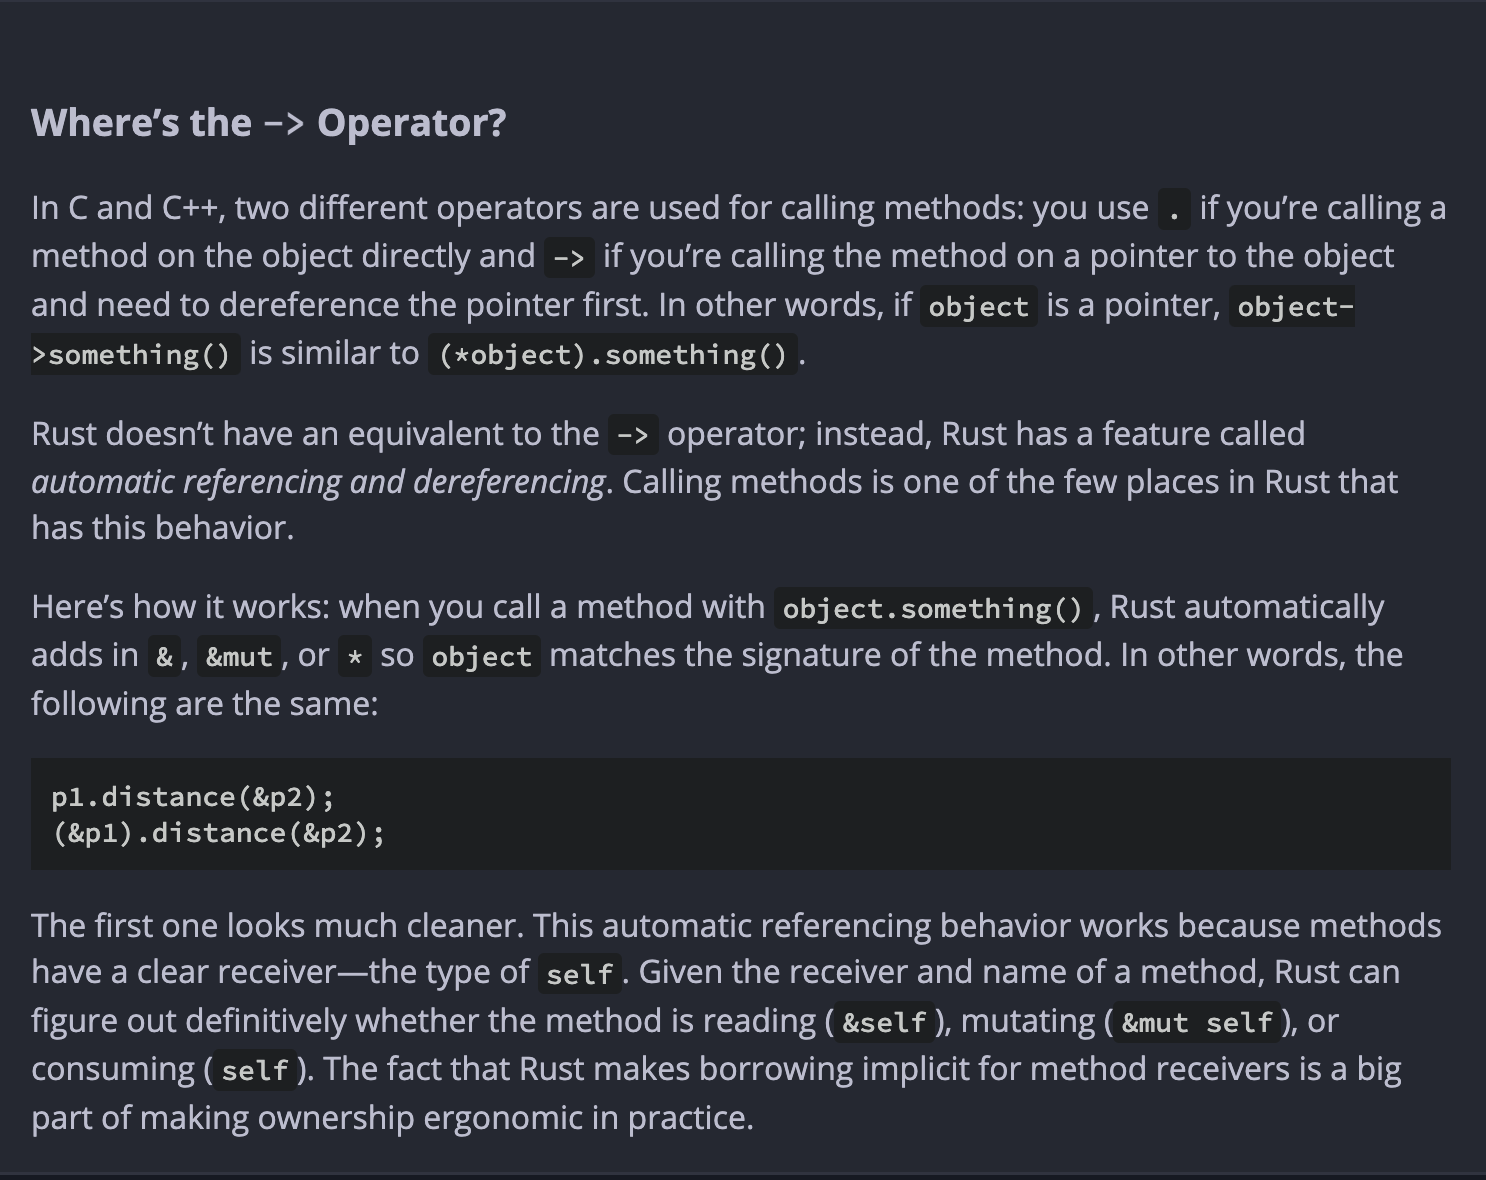 Where’s the -> Operator?
In C and C++, two different operators are used for calling methods: you use . if you’re calling a
method on the object directly and -> if you’re calling the method on a pointer to the object
and need to dereference the pointer first. In other words, if object is a pointer, object-
>something() is similar to (*object).something().
Rust doesn’t have an equivalent to the -> operator; instead, Rust has a feature called
automatic referencing and dereferencing. Calling methods is one of the few places in Rust that
has this behavior.
Here’s how it works: when you call a method with object.something(), Rust automatically
adds in &, &mut, or * so object matches the signature of the method. In other words, the
following are the same:
p1.distance(&p2);
(&p1).distance(&p2);
The first one looks much cleaner. This automatic referencing behavior works because methods
have a clear receiver—the type of self. Given the receiver and name of a method, Rust can
figure out definitively whether the method is reading (&self), mutating (&mut self), or
consuming (self). The fact that Rust makes borrowing implicit for method receivers is a big
part of making ownership ergonomic in practice.